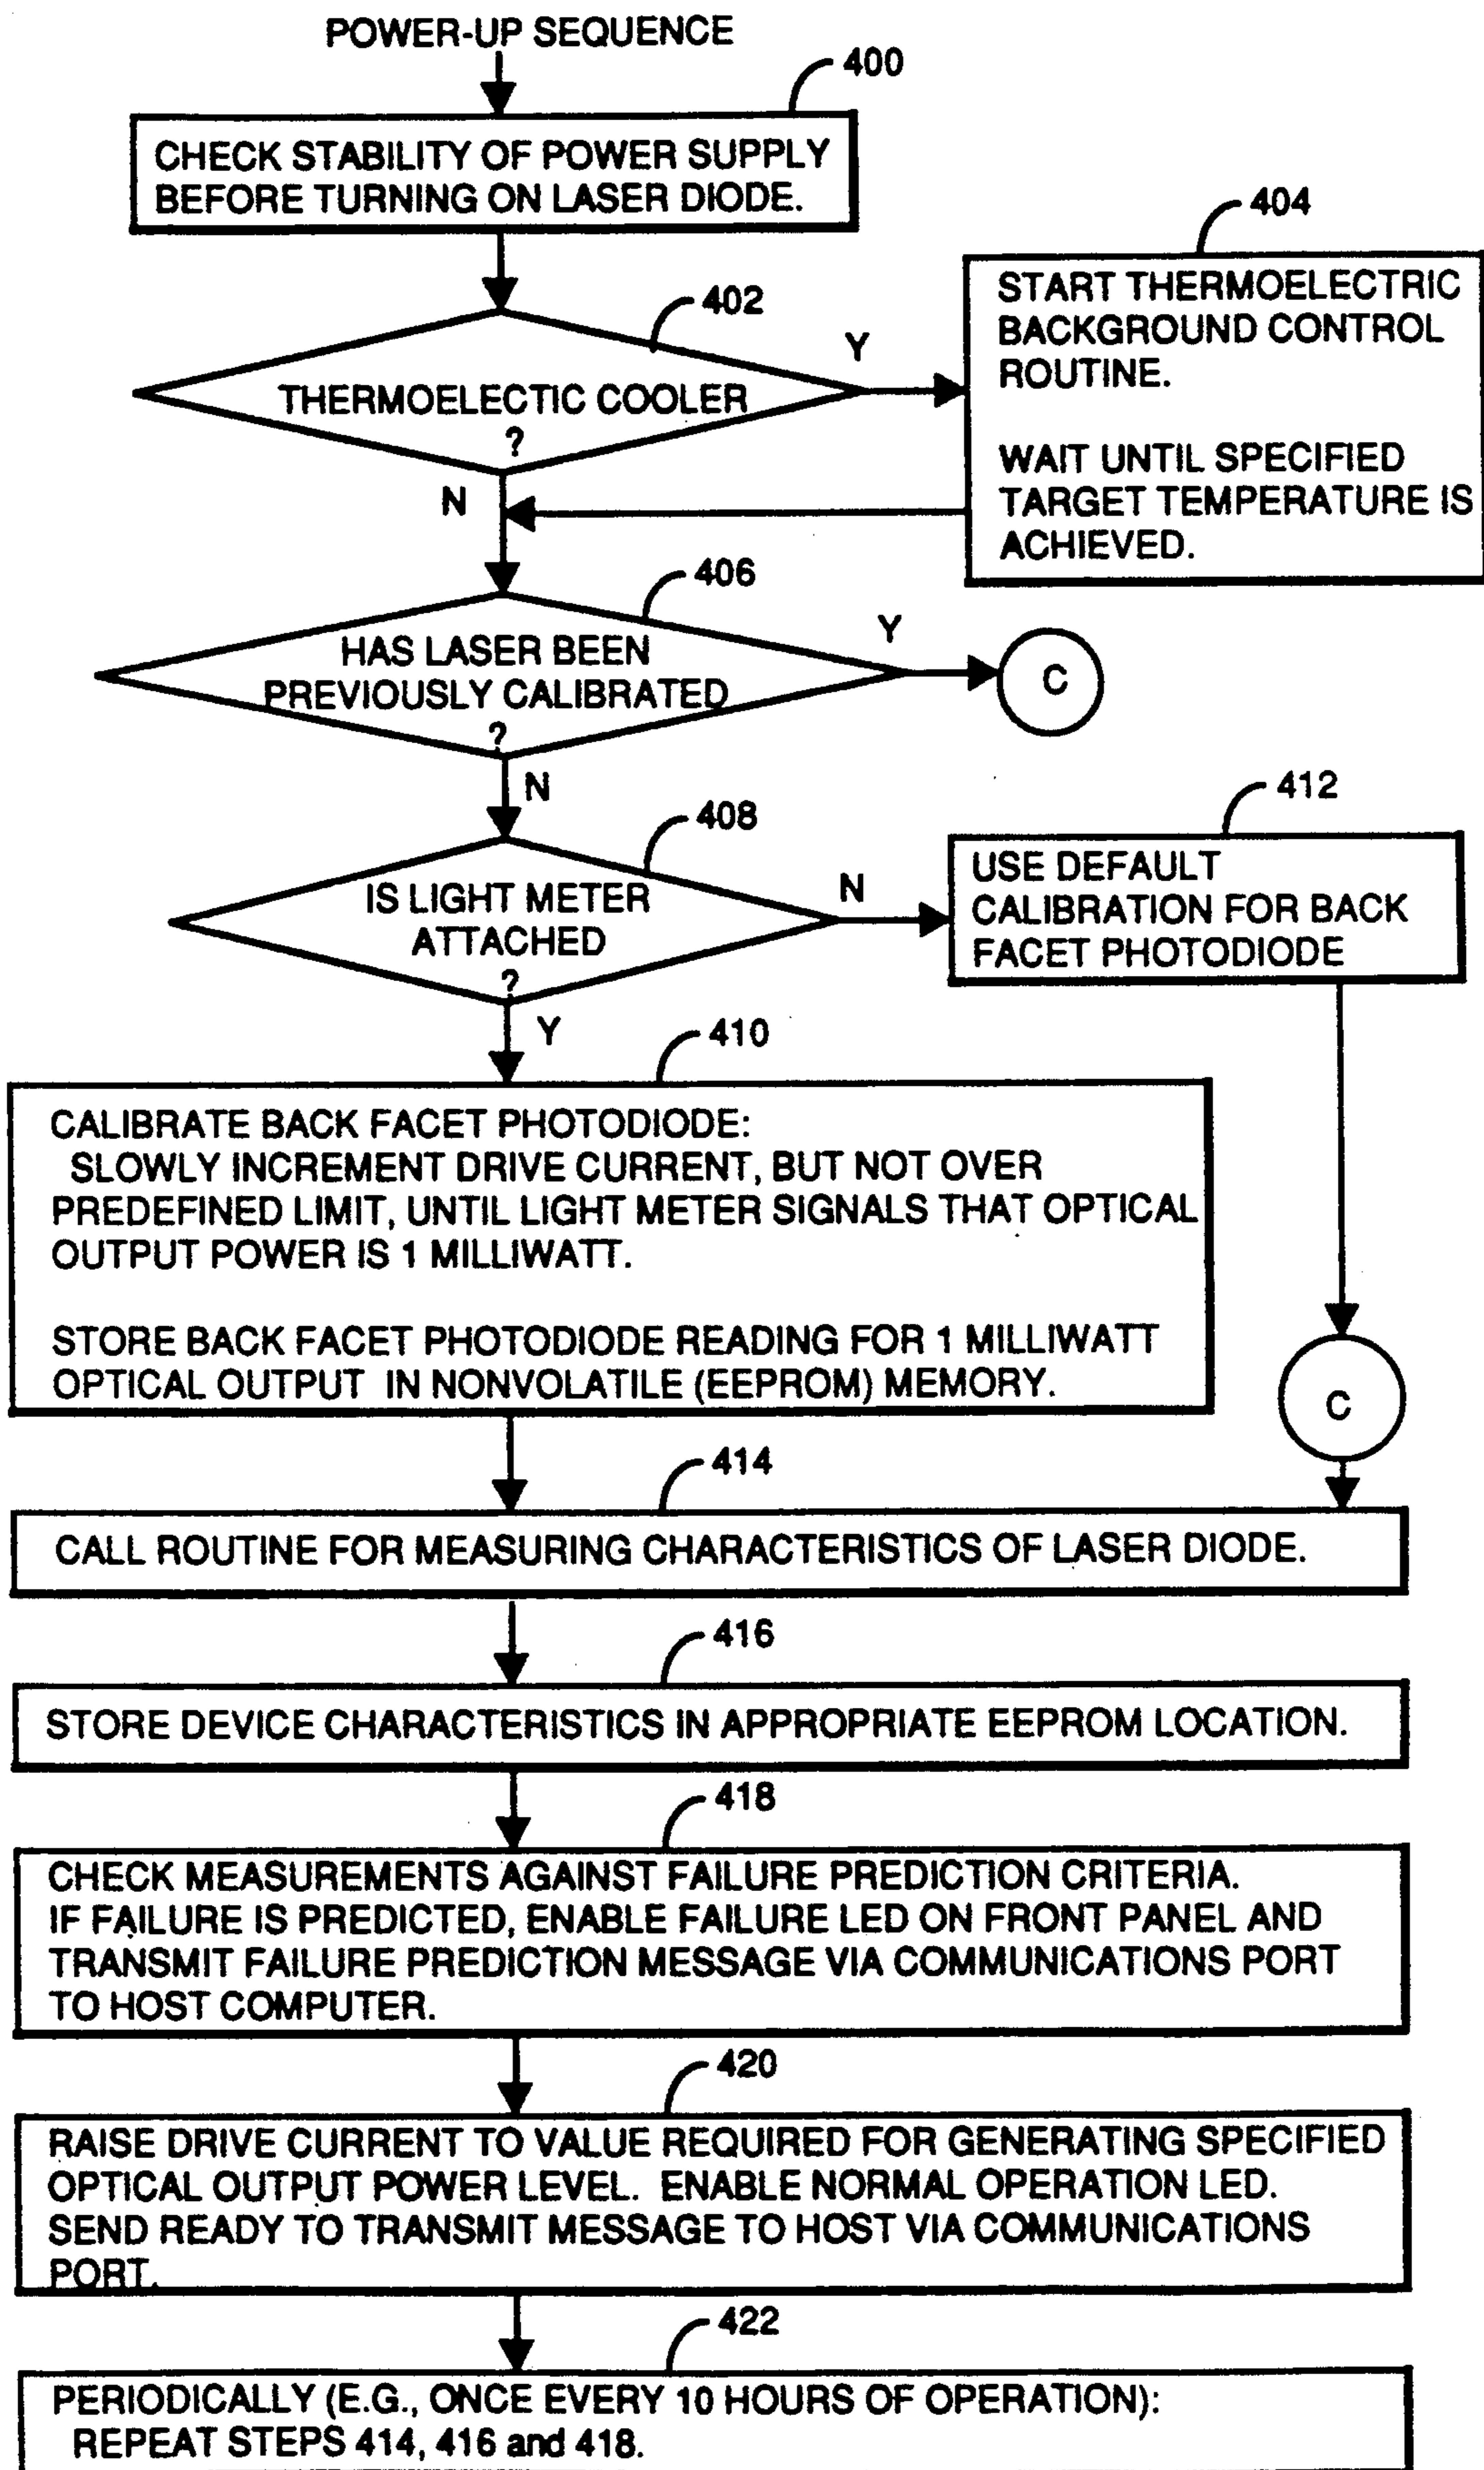 POWER-UP SEQUENCE
400
CHECK STABILITY OF POWER SUPPLY
BEFORE TURNING ON LASER DIODE.
402
THERMOELECTIC COOLER
?
Y
N
404
START THERMOELECTRIC
BACKGROUND CONTROL
ROUTINE.
WAIT UNTIL SPECIFIED
TARGET TEMPERATURE IS
ACHIEVED.
406
HAS LASER BEEN
PREVIOUSLY CALIBRATED
?
Y
C
N
408
IS LIGHT METER
ATTACHED
?
N
412
USE DEFAULT
CALIBRATION FOR BACK
FACET PHOTODIODE
Y
410
CALIBRATE BACK FACET PHOTODIODE:
SLOWLY INCREMENT DRIVE CURRENT, BUT NOT OVER
PREDEFINED LIMIT, UNTIL LIGHT METER SIGNALS THAT OPTICAL
OUTPUT POWER IS 1 MILLIWATT.
STORE BACK FACET PHOTODIODE READING FOR 1 MILLIWATT
OPTICAL OUTPUT IN NONVOLATILE (EEPROM) MEMORY.
C
414
CALL ROUTINE FOR MEASURING CHARACTERISTICS OF LASER DIODE.
416
STORE DEVICE CHARACTERISTICS IN APPROPRIATE EEPROM LOCATION.
418
CHECK MEASUREMENTS AGAINST FAILURE PREDICTION CRITERIA.
IF FAILURE IS PREDICTED, ENABLE FAILURE LED ON FRONT PANEL AND
TRANSMIT FAILURE PREDICTION MESSAGE VIA COMMUNICATIONS PORT
TO HOST COMPUTER.
420
RAISE DRIVE CURRENT TO VALUE REQUIRED FOR GENERATING SPECIFIED
OPTICAL OUTPUT POWER LEVEL. ENABLE NORMAL OPERATION LED.
SEND READY TO TRANSMIT MESSAGE TO HOST VIA COMMUNICATIONS
PORT.
422
PERIODICALLY (E.G., ONCE EVERY 10 HOURS OF OPERATION):
REPEAT STEPS 414, 416 and 418.